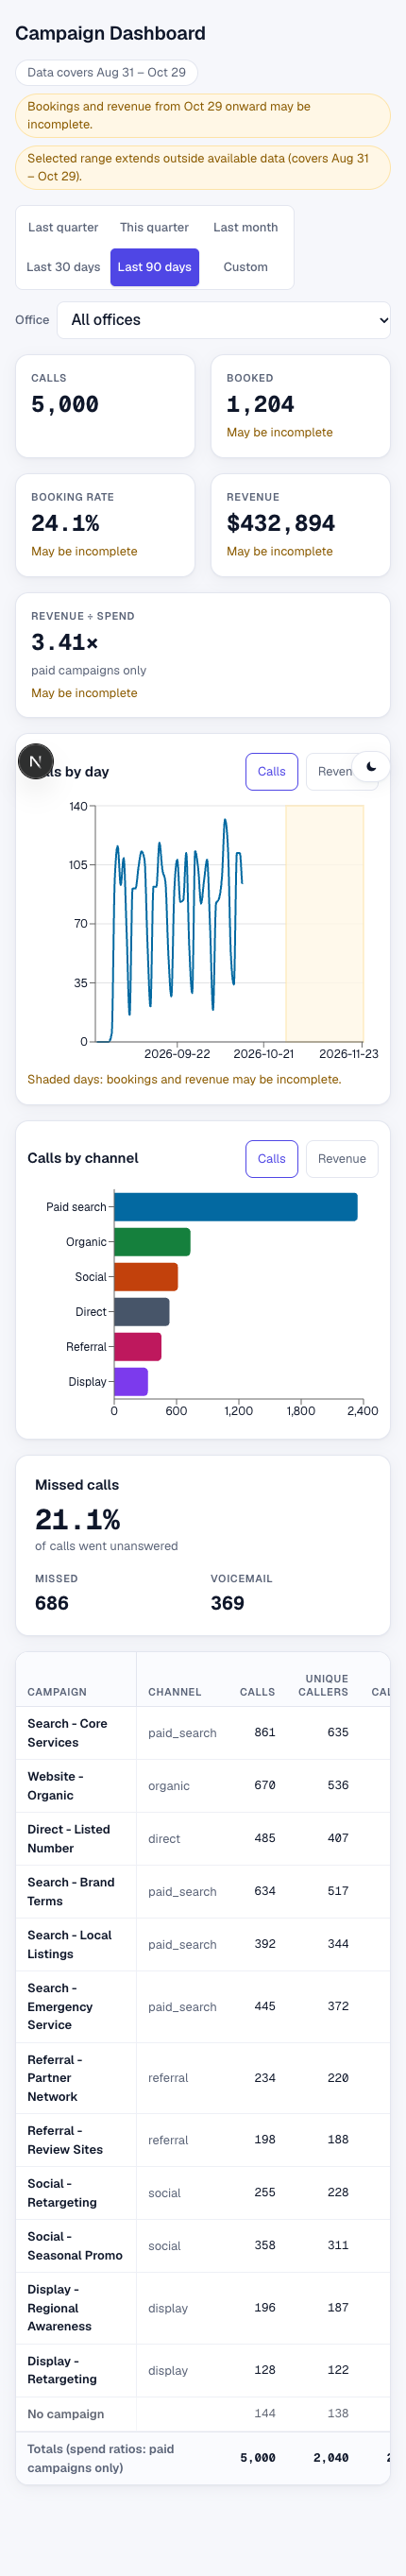 Campaign Dashboard
Data covers Aug 31 – Oct 29
Bookings and revenue from Oct 29 onward may be
incomplete.
Selected range extends outside available data (covers Aug 31
– Oct 29).
Last quarter This quarter Last month
Last 30 days Last 90 days Custom
Office All offices
CALLS
5,000
BOOKED
1,204
May be incomplete
BOOKING RATE
24.1%
May be incomplete
REVENUE
$432,894
May be incomplete
REVENUE ÷ SPEND
3.41×
paid campaigns only
May be incomplete
N
by day
Calls
140
105
70
35
0
2026-09-22 2026-10-21 2026-11-23
Shaded days: bookings and revenue may be incomplete.
Calls by channel
Calls Revenue
Paid search
Organic
Social
Direct
Referral
Display
0 600 1,200 1,800 2,400
Missed calls
21.1%
of calls went unanswered
MISSED
686
VOICEMAIL
369
CAMPAIGN CHANNEL CALLS UNIQUE
CALLERS
Search - Core
Services
paid_search 861 635
Website -
Organic
organic 670 536
Direct - Listed
Number
direct 485 407
Search - Brand
Terms
paid_search 634 517
Search - Local
Listings
paid_search 392 344
Search -
Emergency
Service
paid_search 445 372
Referral -
Partner
Network
referral 234 220
Referral -
Review Sites
referral 198 188
Social -
Retargeting
social 255 228
Social -
Seasonal Promo
social 358 311
Display -
Regional
Awareness
display 196 187
Display -
Retargeting
display 128 122
No campaign 144 138
Totals (spend ratios: paid
campaigns only)
5,000 2,040